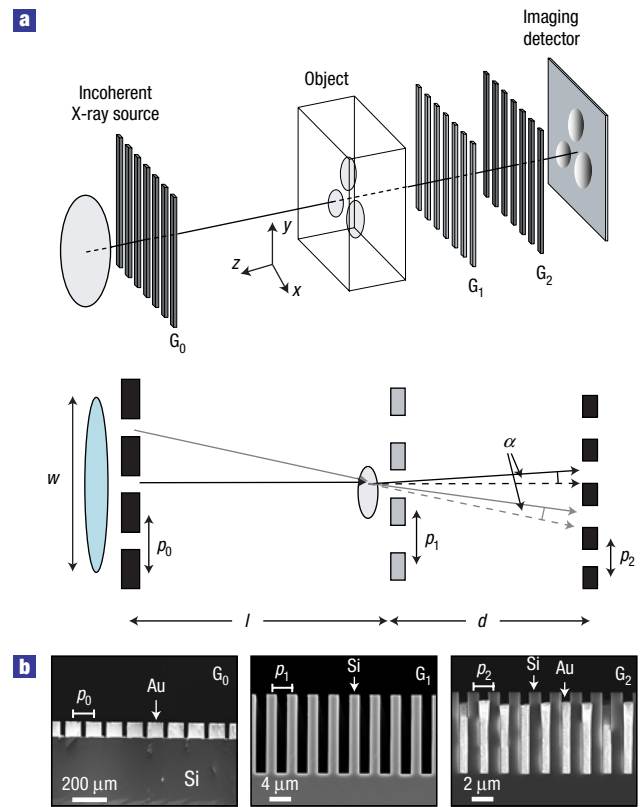 a
Imaging
detector
Incoherent
X-ray source
Object
y
z
x
G0
G1
G2
w
α
p0
p1
p2
l
d
b
p0
Au
G0
Si
200 μm
p1
Si
G1
4 μm
p2
Si
Au
G2
2 μm